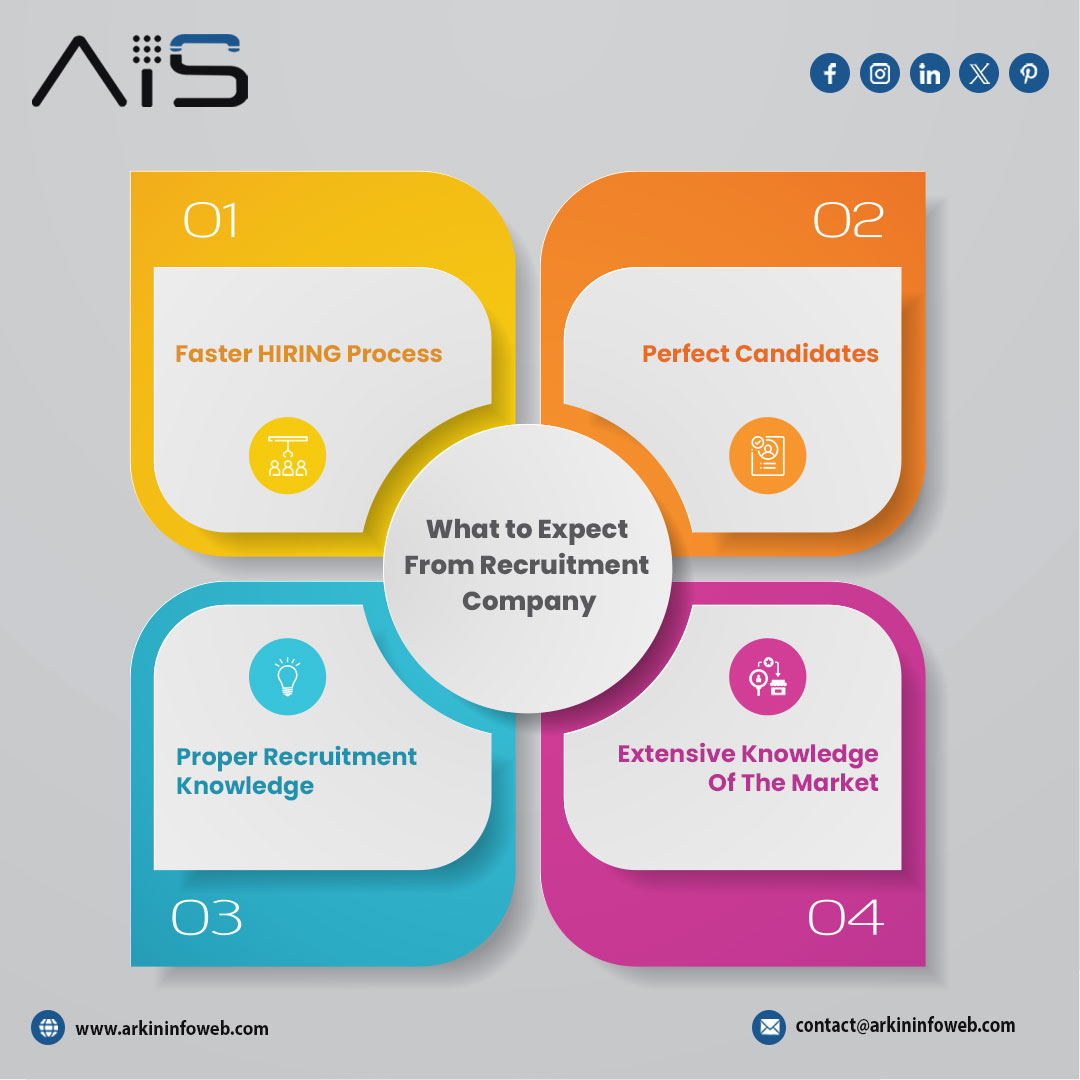 AiS
01
Faster HIRING Process
02
Perfect Candidates
What to Expect
From Recruitment
Company
Proper Recruitment
Knowledge
03
Extensive Knowledge
Of The Market
04
www.arkininfoweb.com
contact@arkininfoweb.com